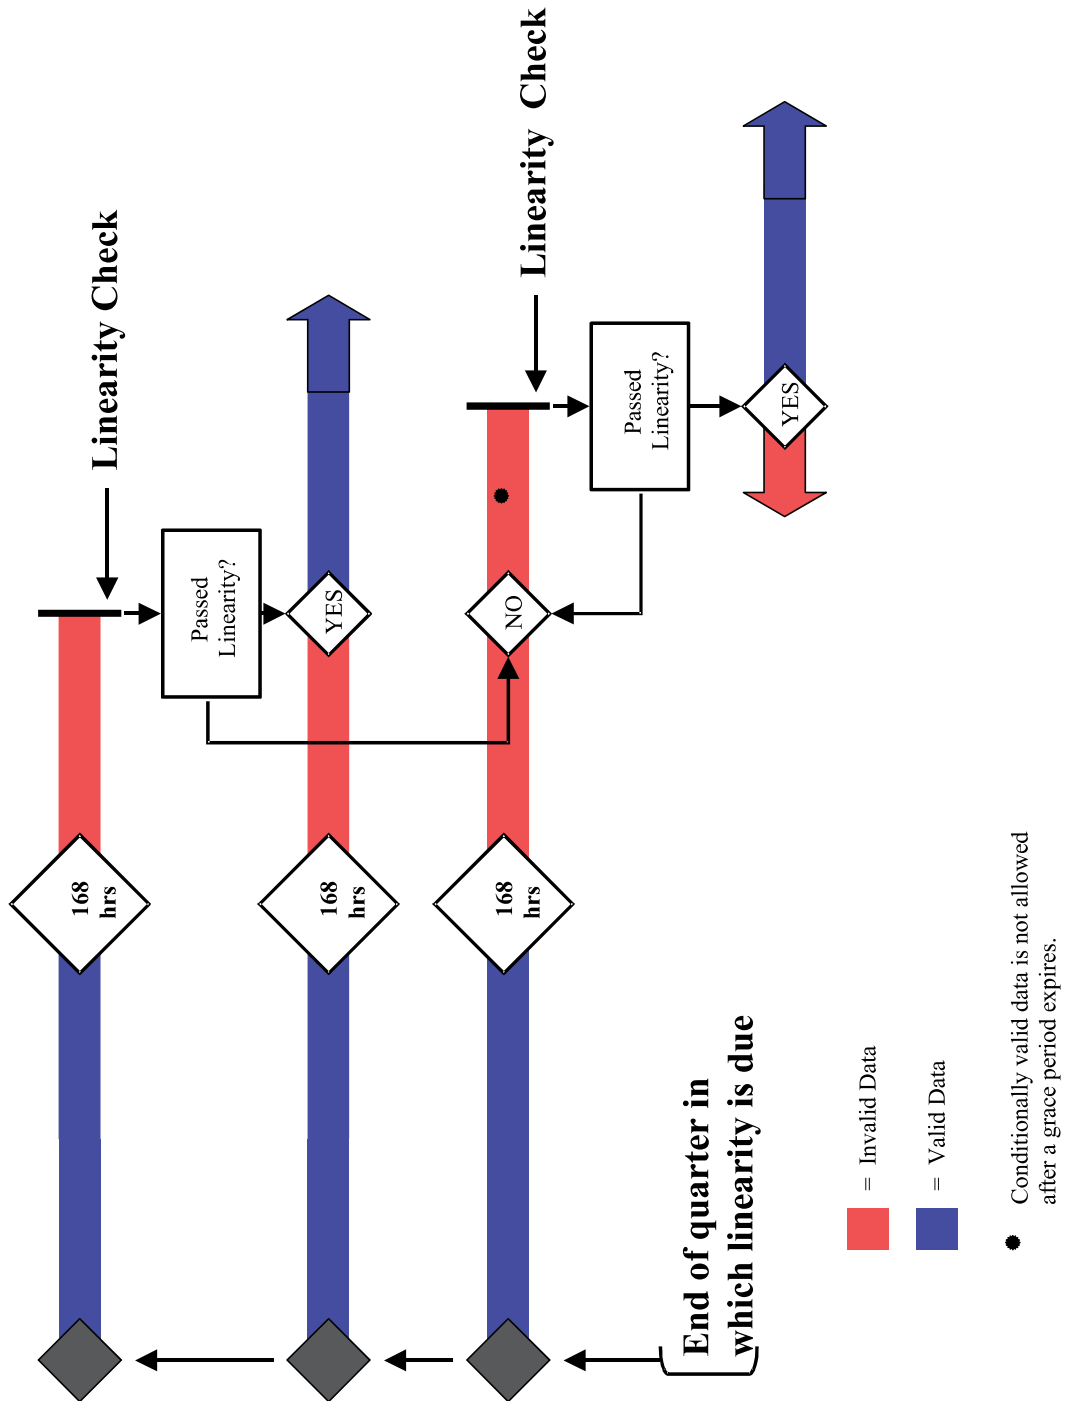 Linearity Check
168
hrs
Passed
Linearity?
168
hrs
YES
Linearity Check
168
hrs
NO
Passed
Linearity?
YES
End of quarter in
which linearity is due
= Invalid Data
= Valid Data
Conditionally valid data is not allowed
after a grace period expires.